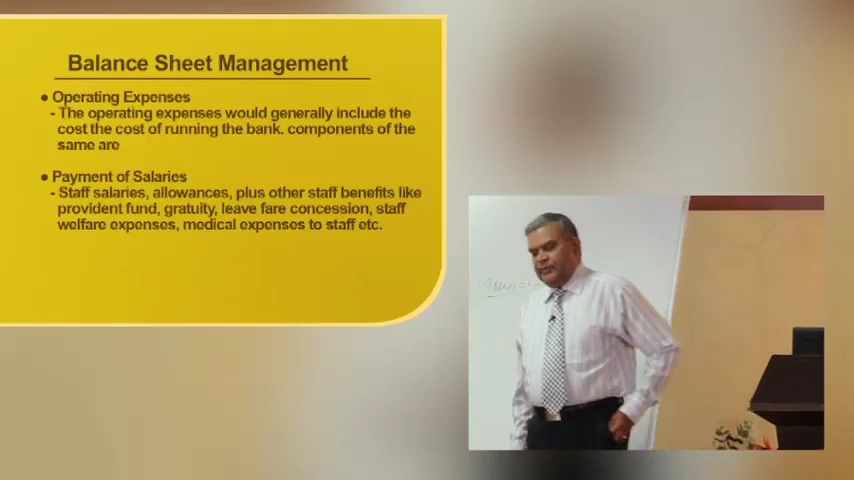 Balance Sheet Management
● Operating Expenses
- The operating expenses would generally include the
cost the cost of running the bank. components of the
same are
● Payment of Salaries
- Staff salaries, allowances, plus other staff benefits like
provident fund, gratuity, leave fare concession, staff
welfare expenses, medical expenses to staff etc.